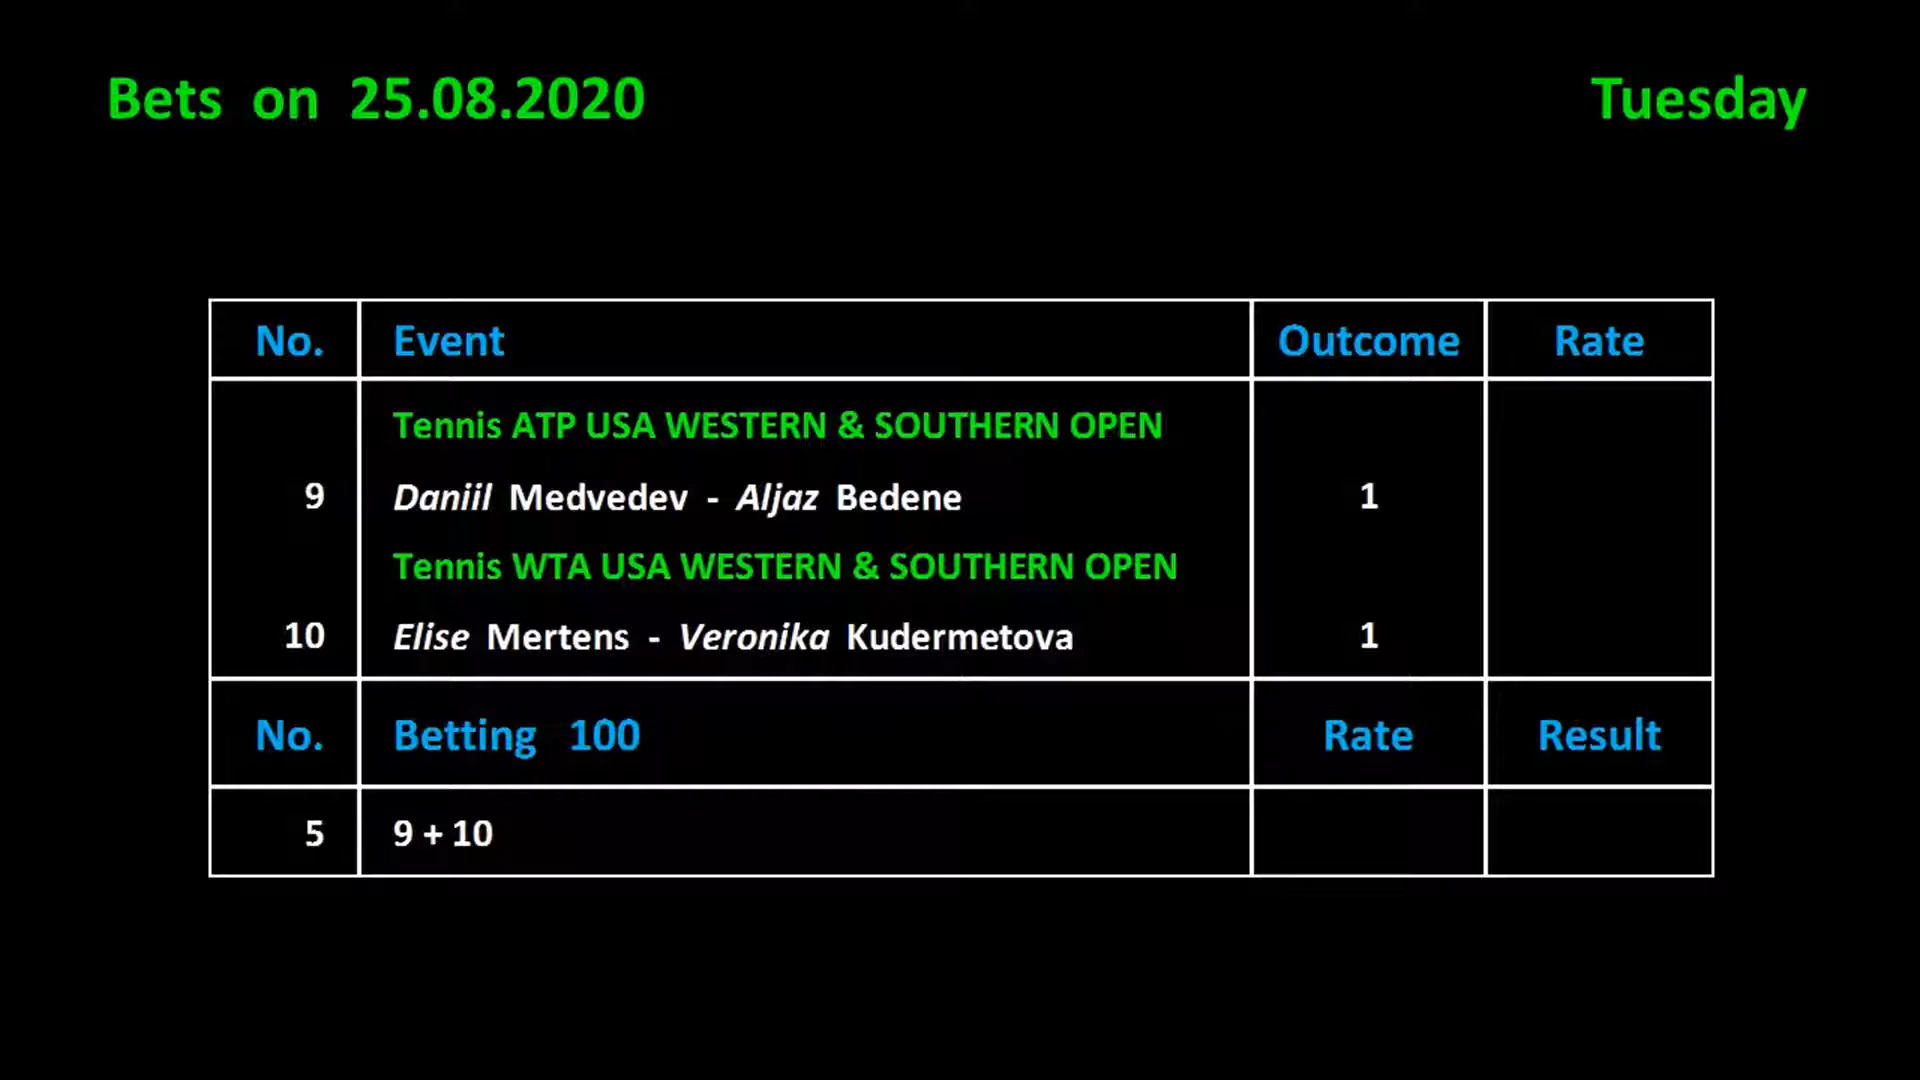 Bets on 25.08.2020 Tuesday
No. Event Outcome Rate
Tennis ATP USA WESTERN & SOUTHERN OPEN
9 Daniil Medvedev - Aljaz Bedene 1
Tennis WTA USA WESTERN & SOUTHERN OPEN
10 Elise Mertens - Veronika Kudermetova 1
No. Betting 100 Rate Result
5 9 + 10